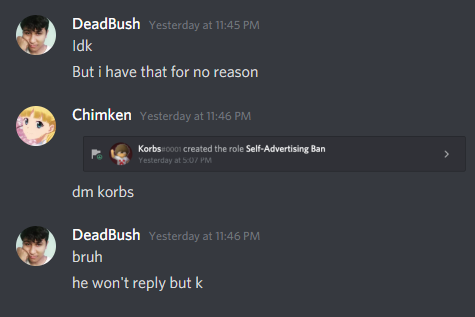 DeadBush Yesterday at 11:45 PM
Idk
But i have that for no reason
Chimken Yesterday at 11:46 PM
Korbs#0001 created the role Self-Advertising Ban
Yesterday at 5:07 PM
dm korbs
DeadBush Yesterday at 11:46 PM
bruh
he won't reply but k